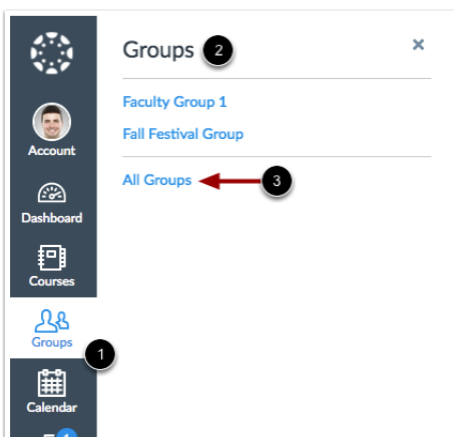 Groups 2
×
Faculty Group 1
Fall Festival Group
All Groups 3
Account
Dashboard
Courses
Groups
1
Calendar